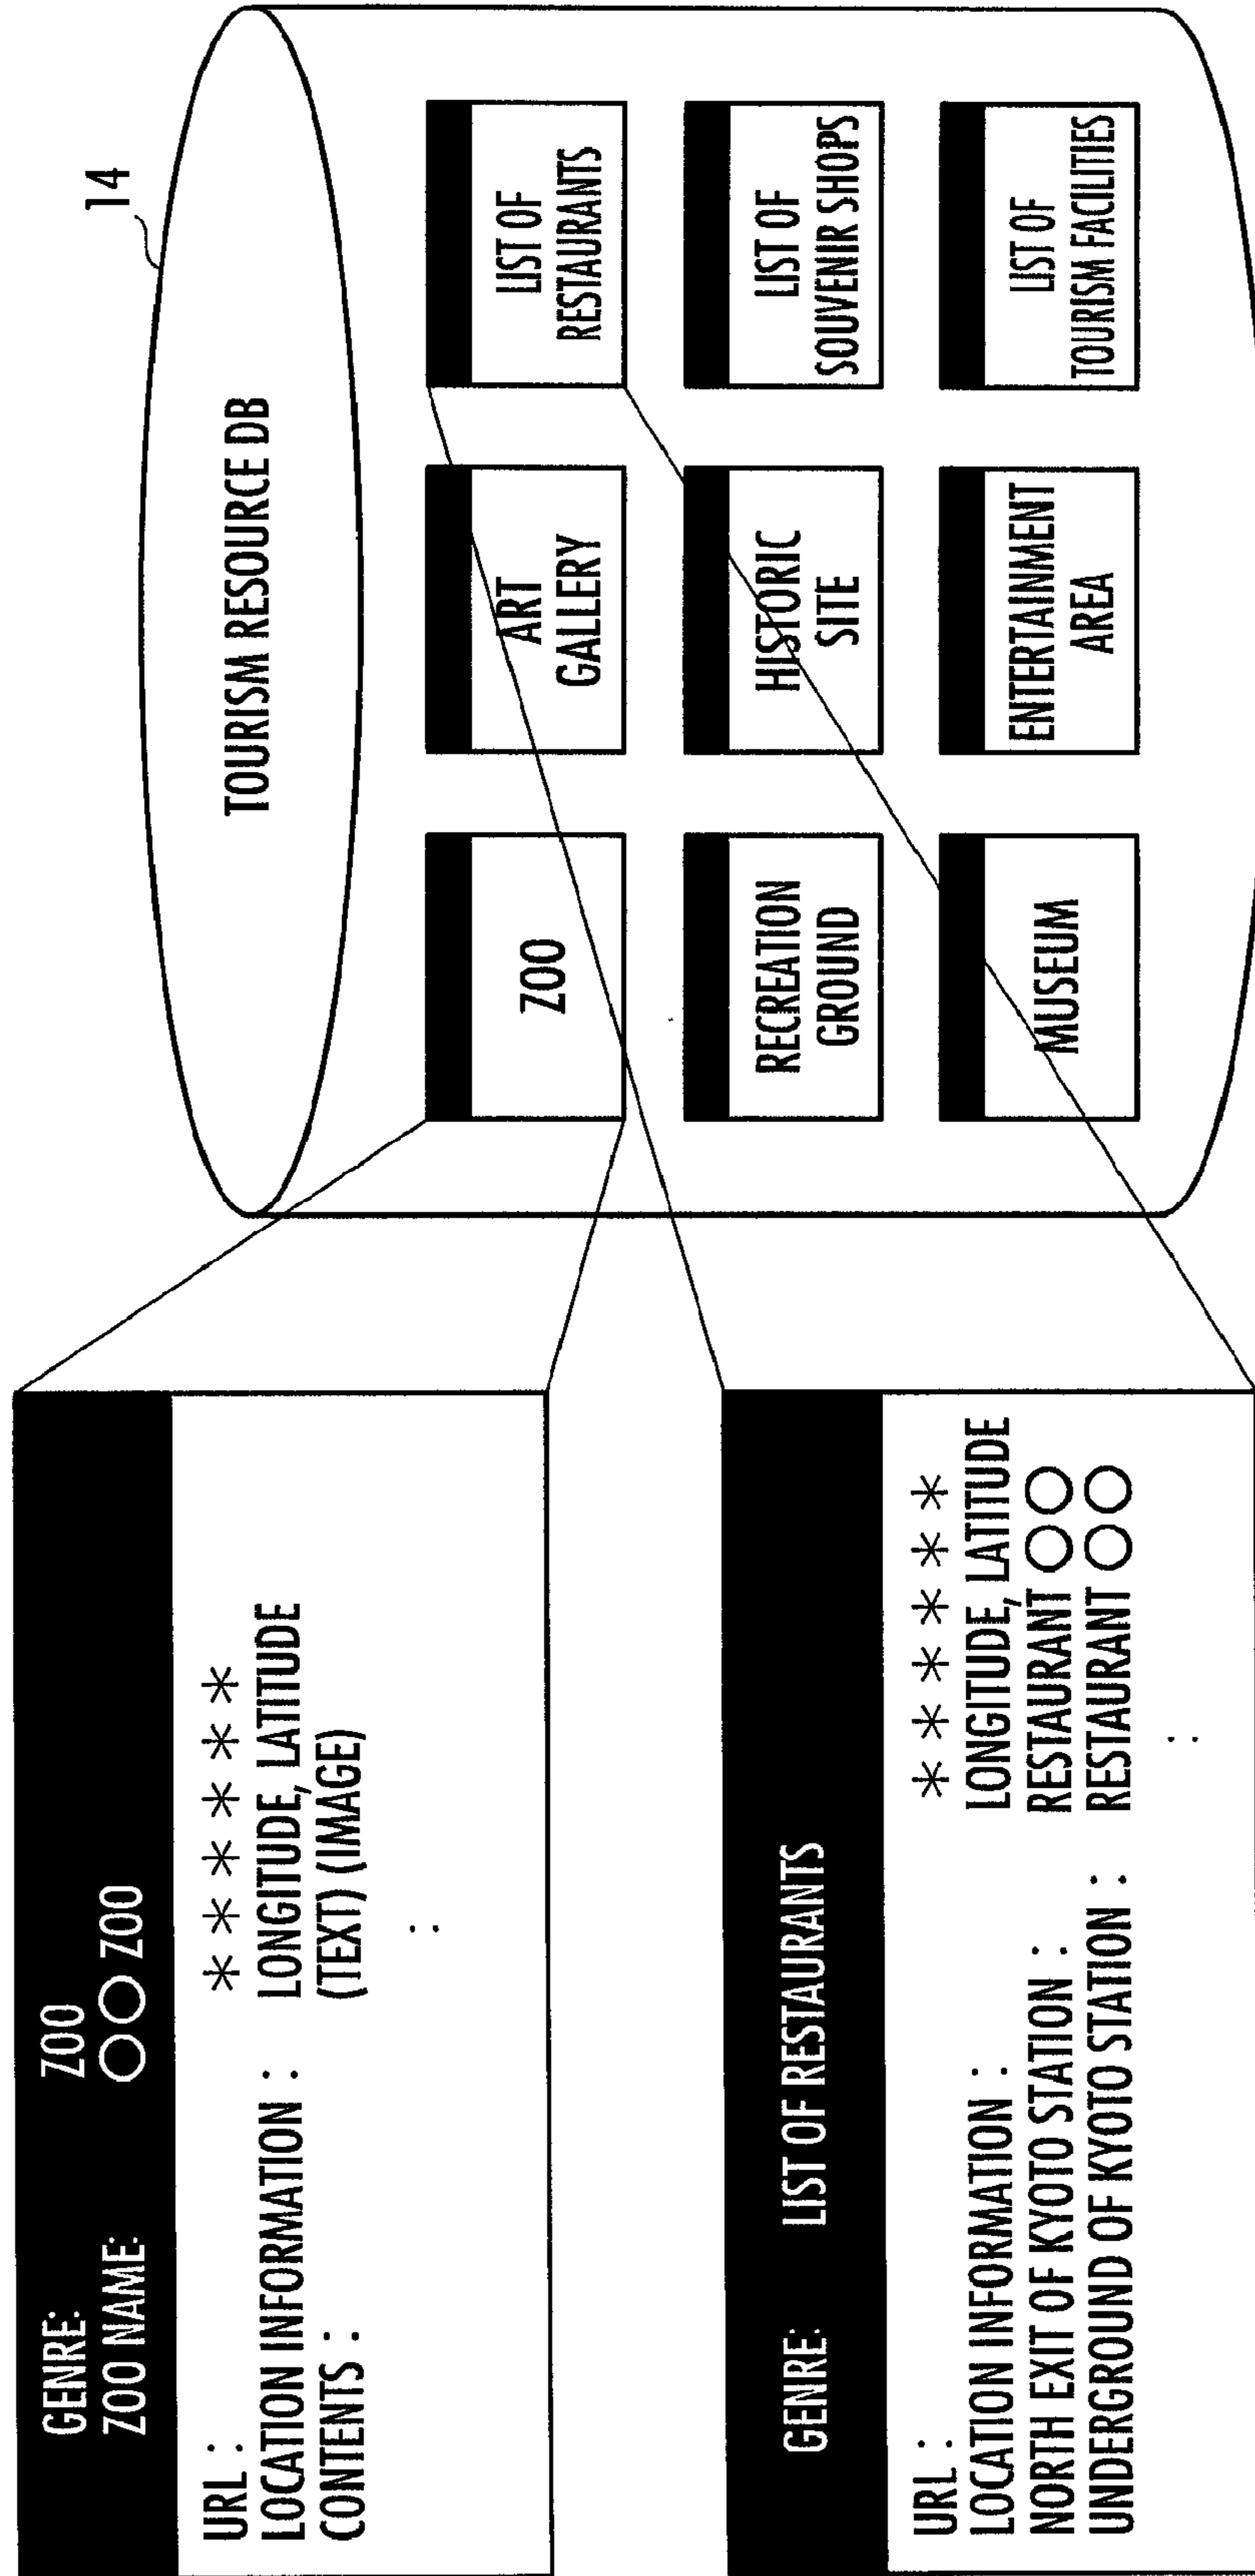 14
TOURISM RESOURCE DB
ZOO
ART
GALLERY
LIST OF
RESTAURANTS
RECREATION
GROUND
HISTORIC
SITE
LIST OF
SOUVENIR SHOPS
MUSEUM
ENTERTAINMENT
AREA
LIST OF
TOURISM FACILITIES
GENRE: ZOO
ZOO NAME: ○○ ZOO
URL : ******
LOCATION INFORMATION : LONGITUDE, LATITUDE
CONTENTS : (TEXT) (IMAGE)
:
GENRE: LIST OF RESTAURANTS
URL : ******
LOCATION INFORMATION : LONGITUDE, LATITUDE
NORTH EXIT OF KYOTO STATION : RESTAURANT ○○
UNDERGROUND OF KYOTO STATION : RESTAURANT ○○
: